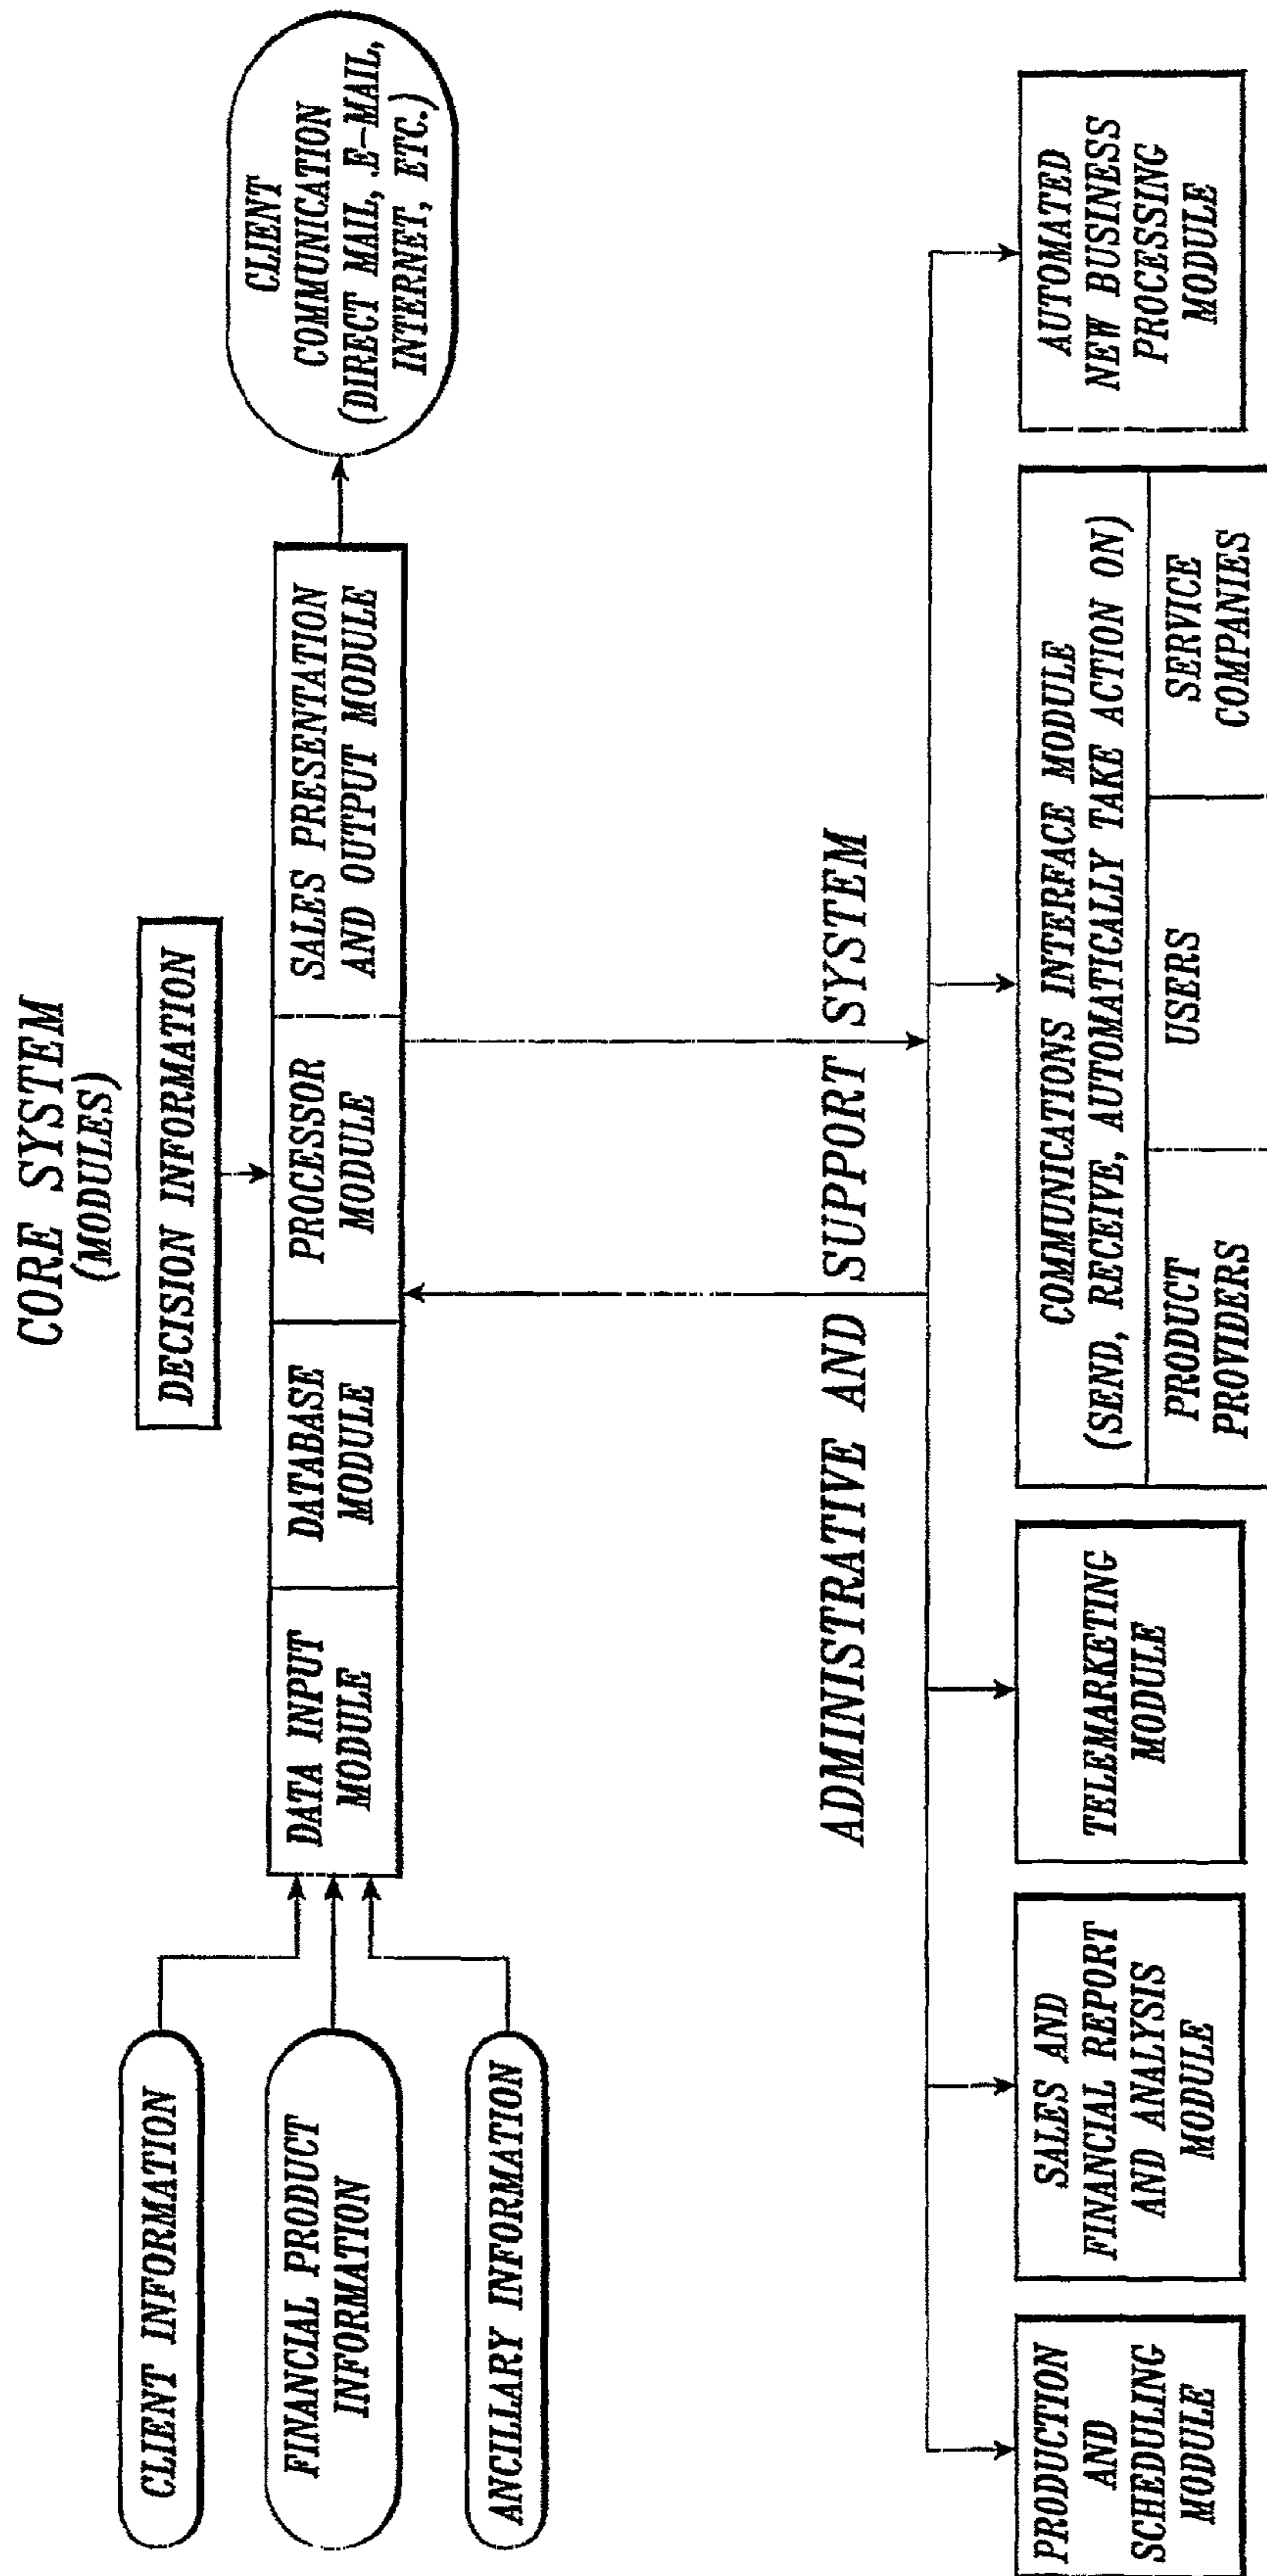 CORE SYSTEM
(MODULES)
DECISION INFORMATION
CLIENT INFORMATION
FINANCIAL PRODUCT
INFORMATION
ANCILLARY INFORMATION
DATA INPUT
MODULE
DATABASE
MODULE
PROCESSOR
MODULE
SALES PRESENTATION
AND OUTPUT MODULE
CLIENT
COMMUNICATION
(DIRECT MAIL, E-MAIL,
INTERNET, ETC.)
ADMINISTRATIVE AND SUPPORT SYSTEM
PRODUCTION
AND
SCHEDULING
MODULE
SALES AND
FINANCIAL REPORT
AND ANALYSIS
MODULE
TELEMARKETING
MODULE
COMMUNICATIONS INTERFACE MODULE
(SEND, RECEIVE, AUTOMATICALLY TAKE ACTION ON)
PRODUCT
PROVIDERS
USERS
SERVICE
COMPANIES
AUTOMATED
NEW BUSINESS
PROCESSING
MODULE